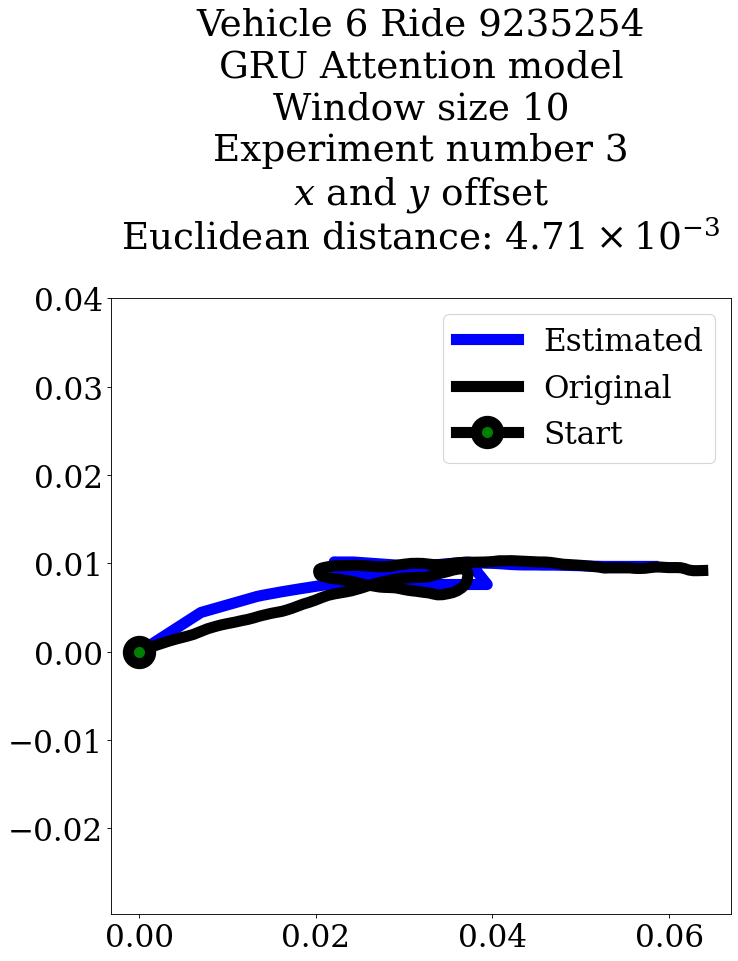 Vehicle 6 Ride 9235254
GRU Attention model
Window size 10
Experiment number 3
x and y offset
Euclidean distance: 4.71 × 10⁻³
0.04
0.03
0.02
0.01
0.00
−0.01
−0.02
Estimated
Original
Start
0.00 0.02 0.04 0.06